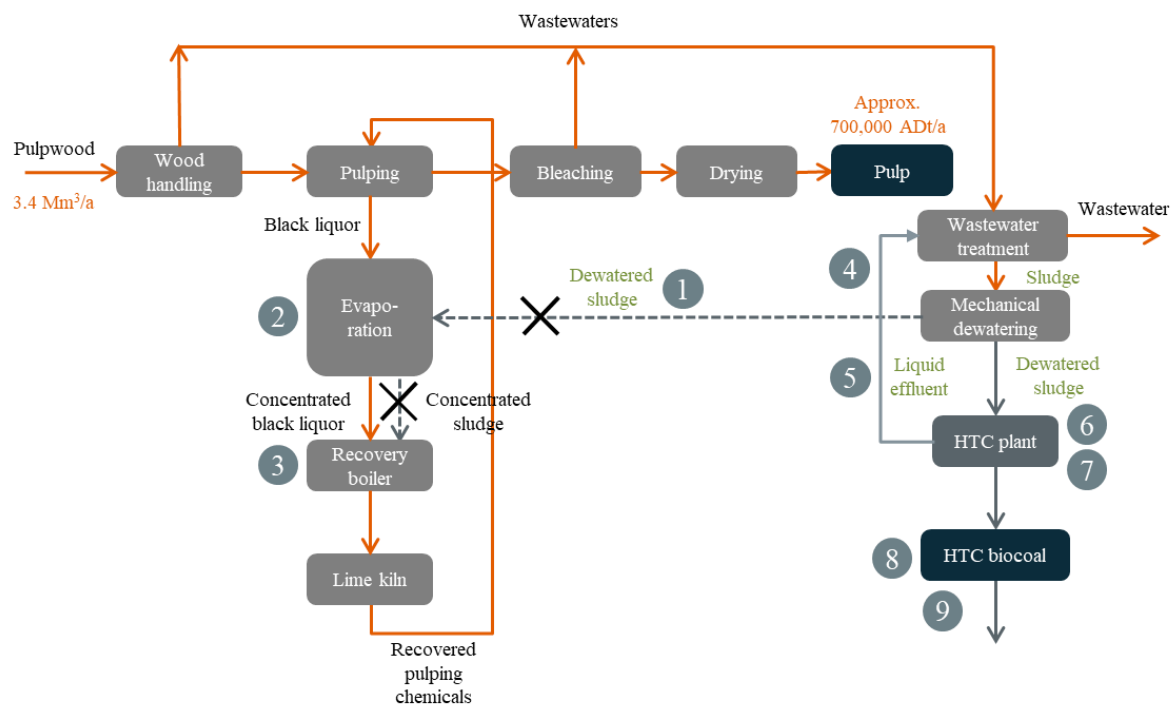 Wastewaters
Approx.
700,000 ADt/a
Pulpwood
3.4 Mm³/a
Wood
handling
Pulping
Bleaching
Drying
Pulp
Black liquor
Wastewater
Wastewater
treatment
4
Sludge
Dewatered
sludge
1
2
Evapo-
ration
Mechanical
dewatering
5
Liquid
effluent
Dewatered
sludge
Concentrated
black liquor
Concentrated
sludge
3
Recovery
boiler
6
HTC plant
7
Lime kiln
8
HTC biocoal
9
Recovered
pulping
chemicals